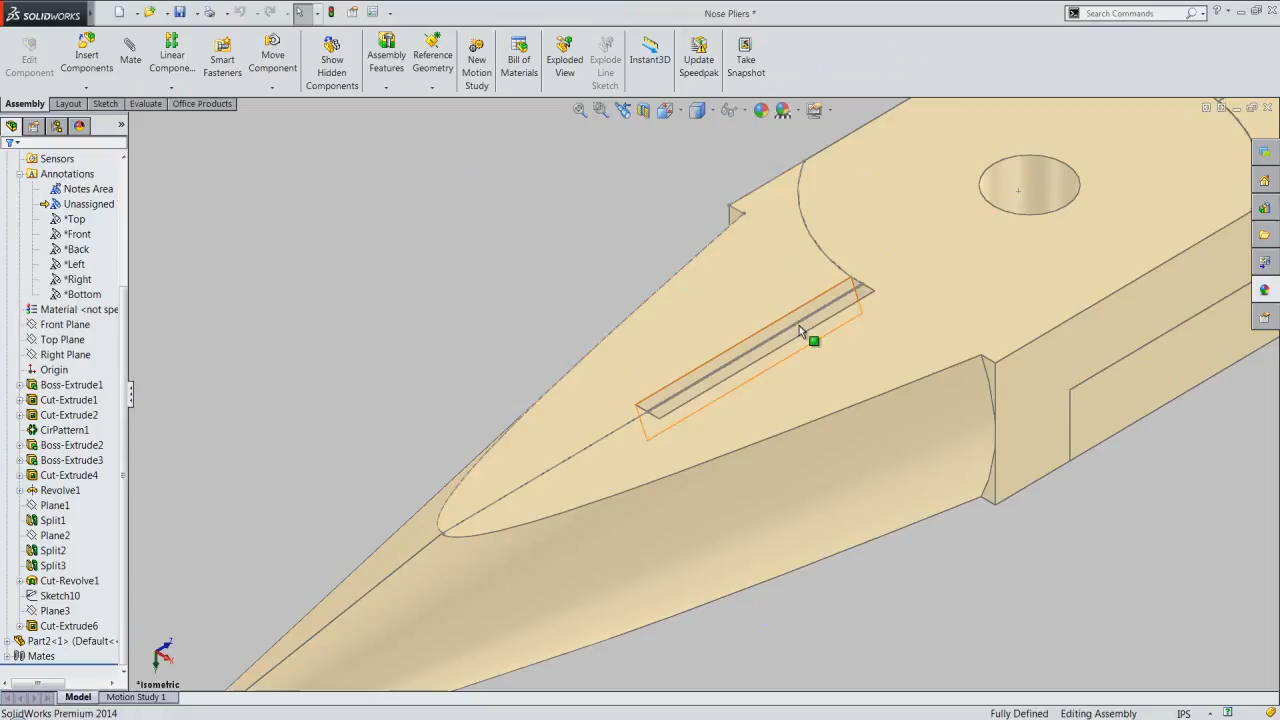 SOLIDWORKS
Nose Pliers *
Search Commands
Edit
Component
Insert
Components
Mate
Linear
Compone...
Smart
Fasteners
Move
Component
Show
Hidden
Components
Assembly
Features
Reference
Geometry
New
Motion
Study
Bill of
Materials
Exploded
View
Explode
Line
Sketch
Instant3D
Update
Speedpak
Take
Snapshot
Assembly Layout Sketch Evaluate Office Products
Sensors
Annotations
Notes Area
Unassigned
*Top
*Front
*Back
*Left
*Right
*Bottom
Material <not spe
Front Plane
Top Plane
Right Plane
Origin
Boss-Extrude1
Cut-Extrude1
Cut-Extrude2
CirPattern1
Boss-Extrude2
Boss-Extrude3
Cut-Extrude4
Revolve1
Plane1
Split1
Plane2
Split2
Split3
Cut-Revolve1
Sketch10
Plane3
Cut-Extrude6
Part2<1> (Default<
Mates
*Isometric
Model Motion Study 1
SolidWorks Premium 2014 Fully Defined Editing Assembly IPS